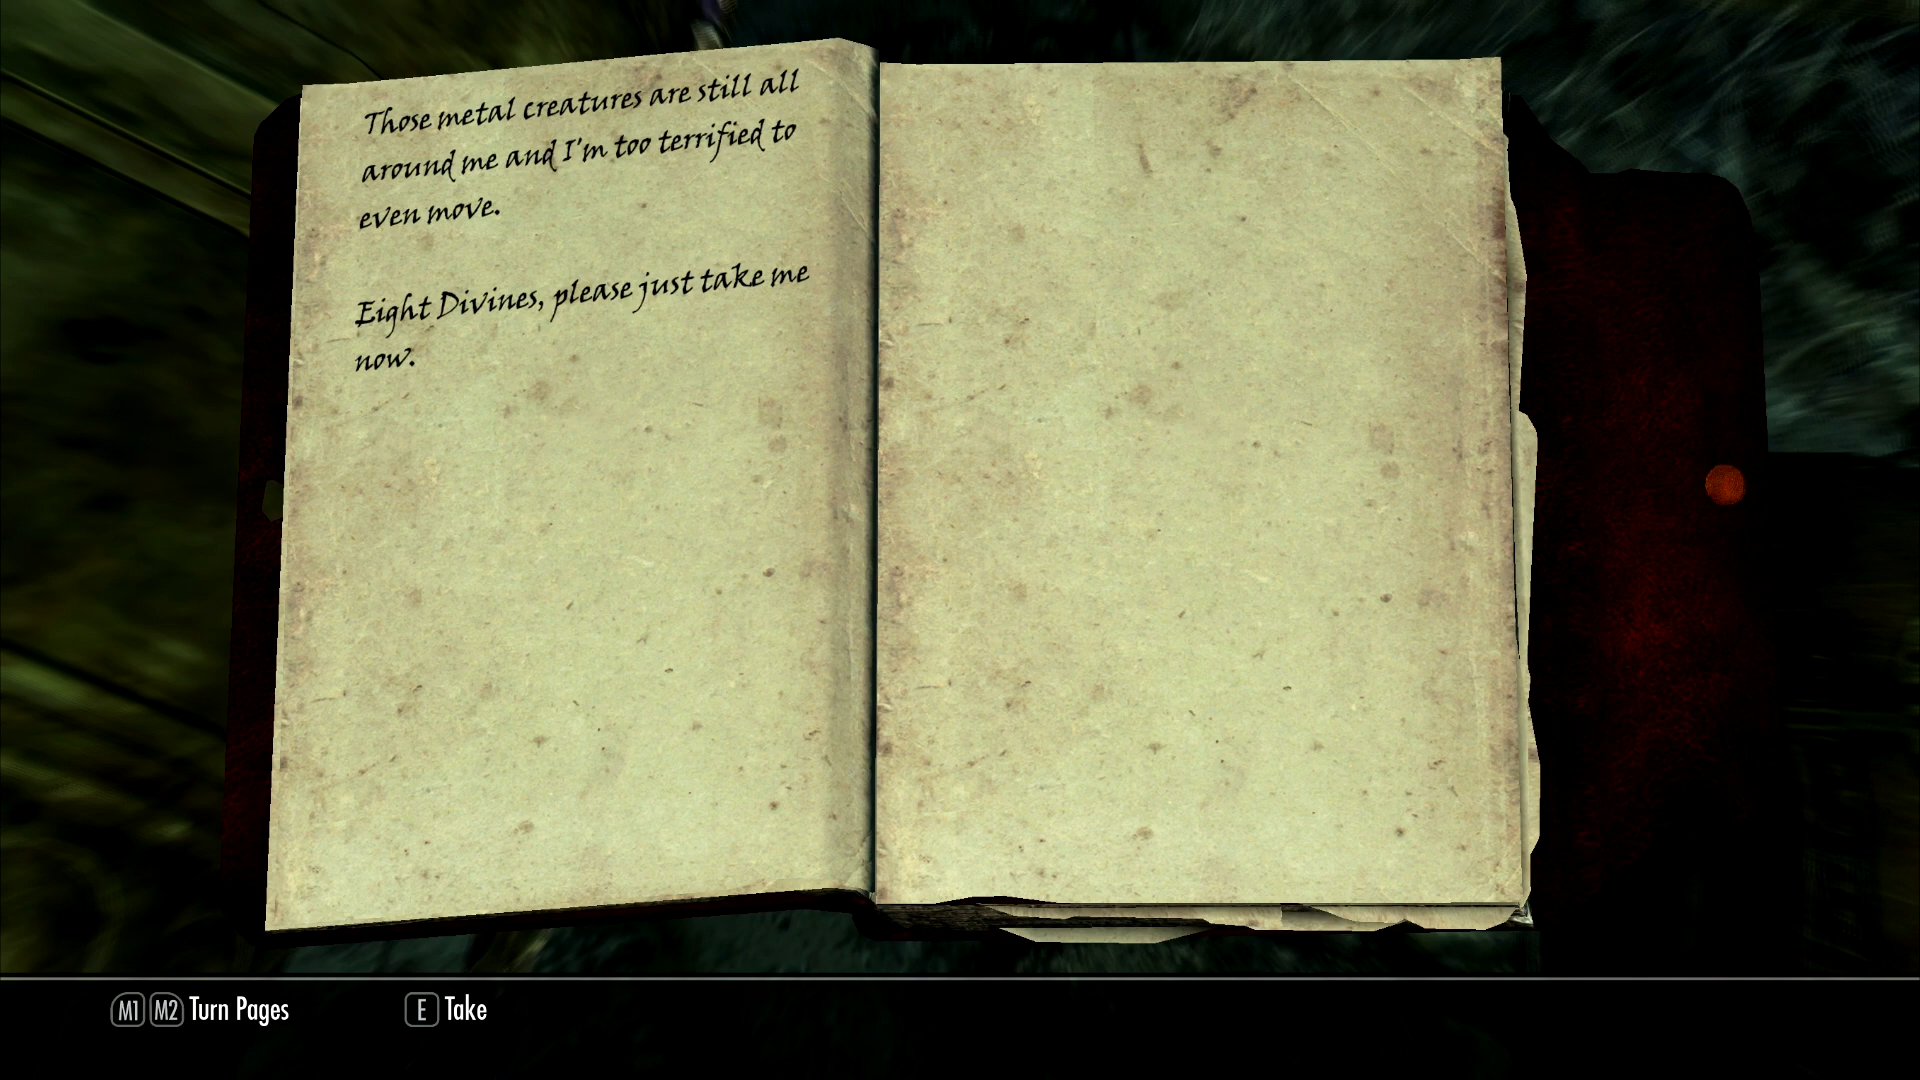 Those metal creatures are still all
around me and I'm too terrified to
even move.
Eight Divines, please just take me
now.
M1 M2 Turn Pages
E Take